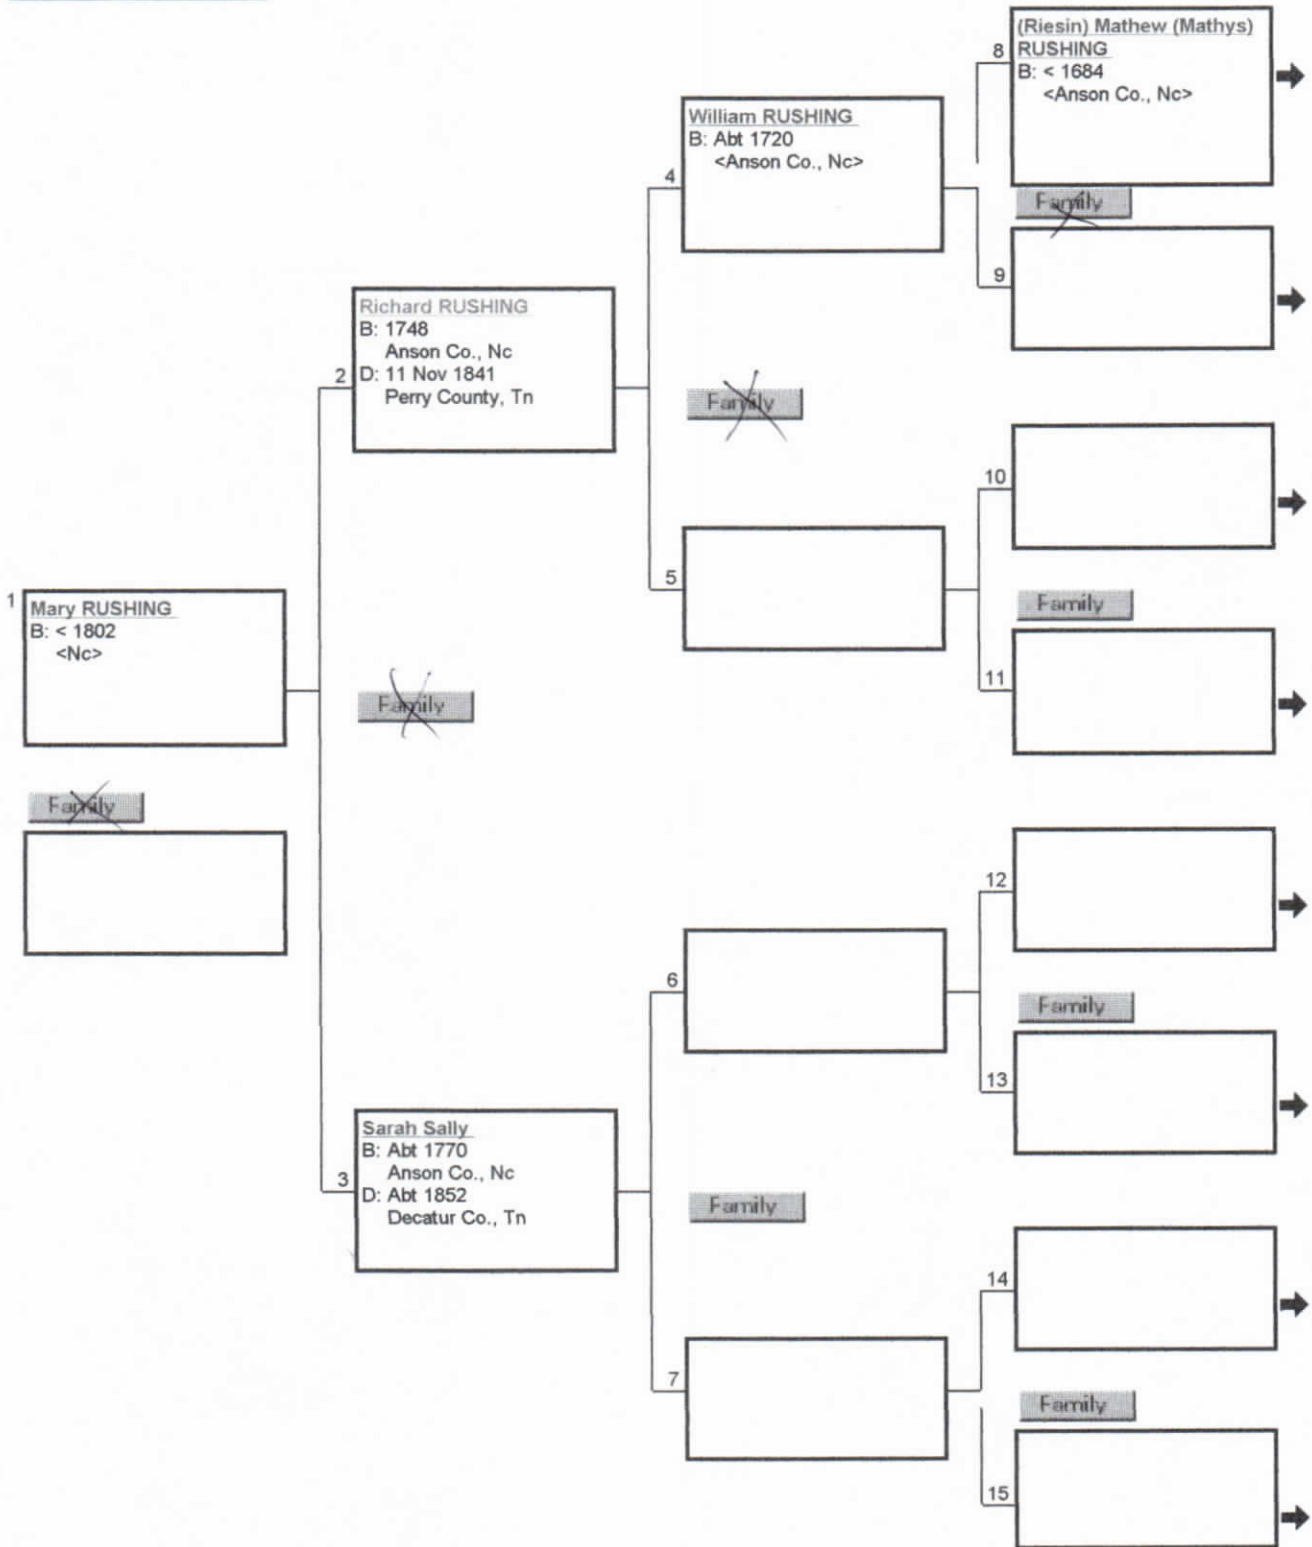 (Riesin) Mathew (Mathys)
8
RUSHING
B: < 1684
<Anson Co., Nc>
William RUSHING
B: Abt 1720
<Anson Co., Nc>
4
Family
9
Richard RUSHING
B: 1748
Anson Co., Nc
2
D: 11 Nov 1841
Perry County, Tn
Family
10
5
1
Mary RUSHING
B: < 1802
<Nc>
Family
11
Family
Family
12
6
Family
13
Sarah Sally
B: Abt 1770
Anson Co., Nc
3
D: Abt 1852
Decatur Co., Tn
Family
14
7
Family
15